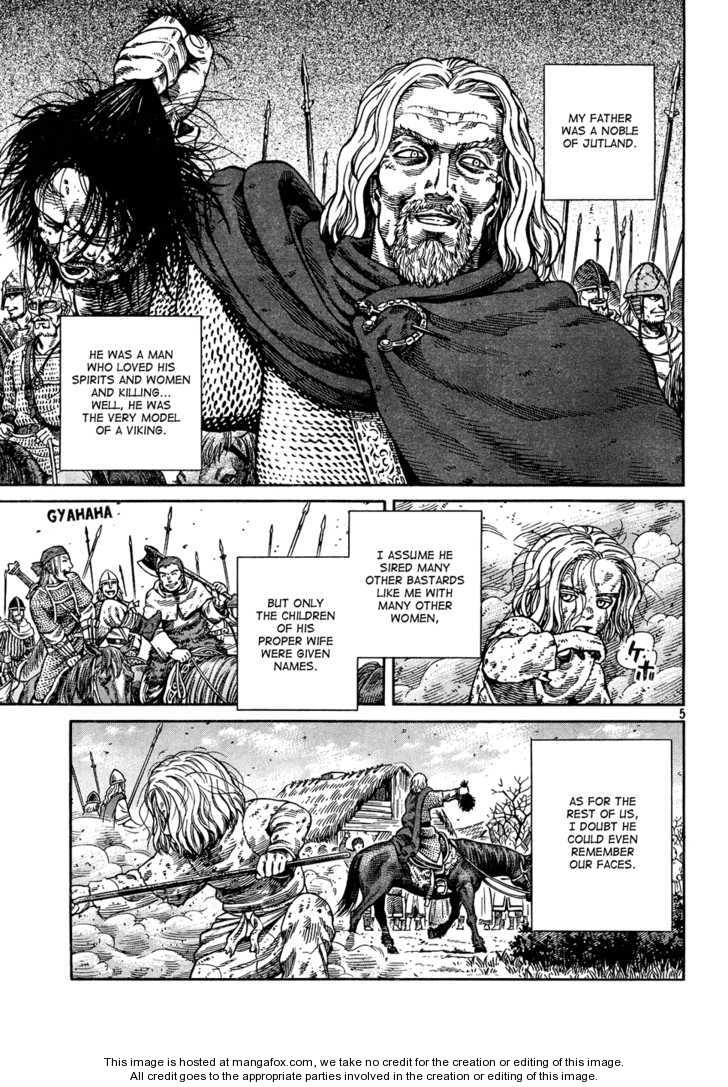 MY FATHER
WAS A NOBLE
OF JUTLAND.
HE WAS A MAN
WHO LOVED HIS
SPIRITS AND WOMEN
AND KILLING...
WELL, HE WAS
THE VERY MODEL
OF A VIKING.
I ASSUME HE
SIRED MANY
OTHER BASTARDS
LIKE ME WITH
MANY OTHER
WOMEN,
ケホ
GYAHAHA
BUT ONLY
THE CHILDREN
OF HIS
PROPER WIFE
WERE GIVEN
NAMES.
5
AS FOR THE
REST OF US,
I DOUBT HE
COULD EVEN
REMEMBER
OUR FACES.
This image is hosted at mangafox.com, we take no credit for the creation or editing of this image.
All credit goes to the appropriate parties involved in the creation or editing of this image.